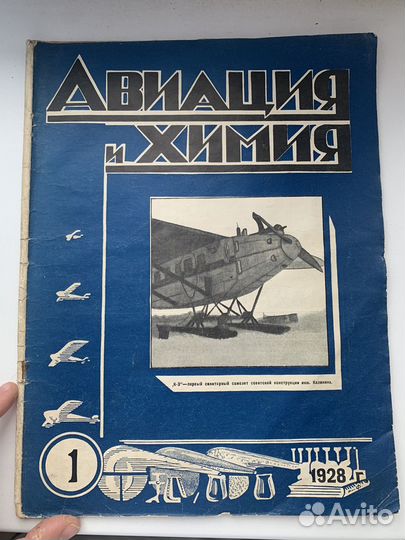 АВИАЦИЯ
И ХИМИЯ
„К-3"—первый санитарный самолет советской конструкции инж. Калинина.
1
1928 г.
Avito